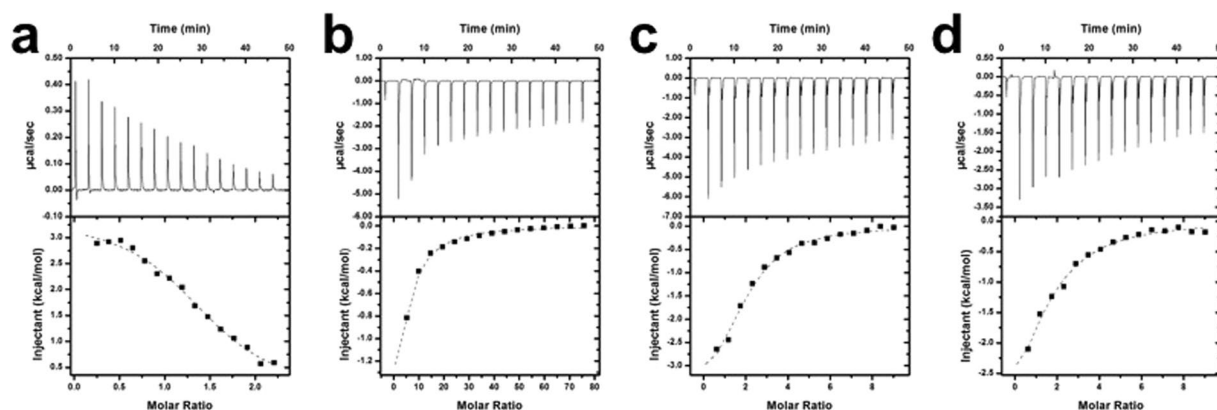 a b c d
Time (min) Time (min) Time (min) Time (min)
0 10 20 30 40 50 0 10 20 30 40 50 0 10 20 30 40 50 0 10 20 30 40 50
0.50 1.00 1.00 0.50
0.40 0.00 0.00 0.00
0.30 -1.00 -1.00 -0.50
0.20 -2.00 -2.00 -1.00
0.10 -3.00 -3.00 -1.50
0.00 -4.00 -4.00 -2.00
-0.10 -5.00 -5.00 -2.50
-6.00 -6.00 -3.00
-7.00 -3.50
µcal/sec µcal/sec µcal/sec µcal/sec
3.5 0.0 0.0 0.0
3.0 -0.2 -0.5 -0.5
2.5 -0.4 -1.0 -1.0
2.0 -0.6 -1.5 -1.5
1.5 -0.8 -2.0 -2.0
1.0 -1.0 -2.5 -2.5
0.5 -1.2 -3.0
Injectant (kcal/mol) Injectant (kcal/mol) Injectant (kcal/mol) Injectant (kcal/mol)
0.0 0.5 1.0 1.5 2.0 0 10 20 30 40 50 60 70 80 0 2 4 6 8 0 2 4 6 8
Molar Ratio Molar Ratio Molar Ratio Molar Ratio